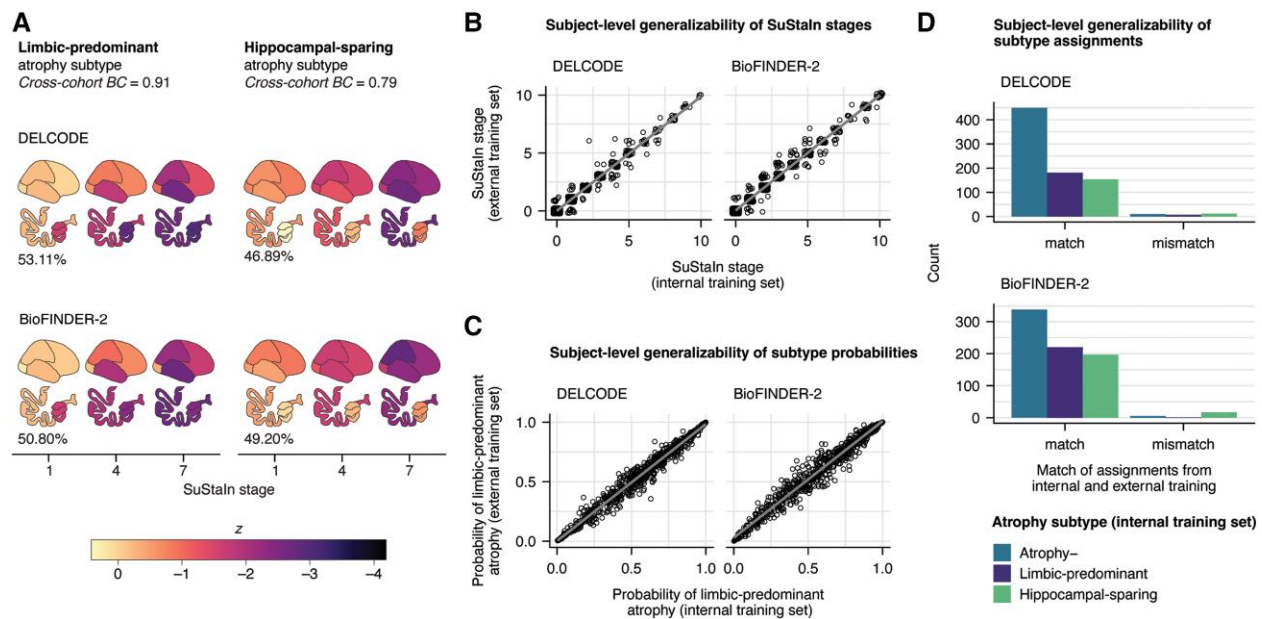 A
Limbic-predominant
atrophy subtype
Cross-cohort BC = 0.91
Hippocampal-sparing
atrophy subtype
Cross-cohort BC = 0.79
DELCODE
53.11%
46.89%
BioFINDER-2
50.80%
49.20%
1 4 7 1 4 7
SuStaIn stage
z
0 −1 −2 −3 −4
B
Subject-level generalizability of SuStaIn stages
DELCODE
BioFINDER-2
SuStaIn stage
(external training set)
10
5
0
0 5 10 0 5 10
SuStaIn stage
(internal training set)
C
Subject-level generalizability of subtype probabilities
DELCODE
BioFINDER-2
Probability of limbic-predominant
atrophy (external training set)
1.0
0.5
0.0
0.0 0.5 1.0 0.0 0.5 1.0
Probability of limbic-predominant
atrophy (internal training set)
D
Subject-level generalizability of
subtype assignments
DELCODE
400
300
200
100
0
match mismatch
Count
BioFINDER-2
300
200
100
0
match mismatch
Match of assignments from
internal and external training
Atrophy subtype (internal training set)
Atrophy−
Limbic-predominant
Hippocampal-sparing